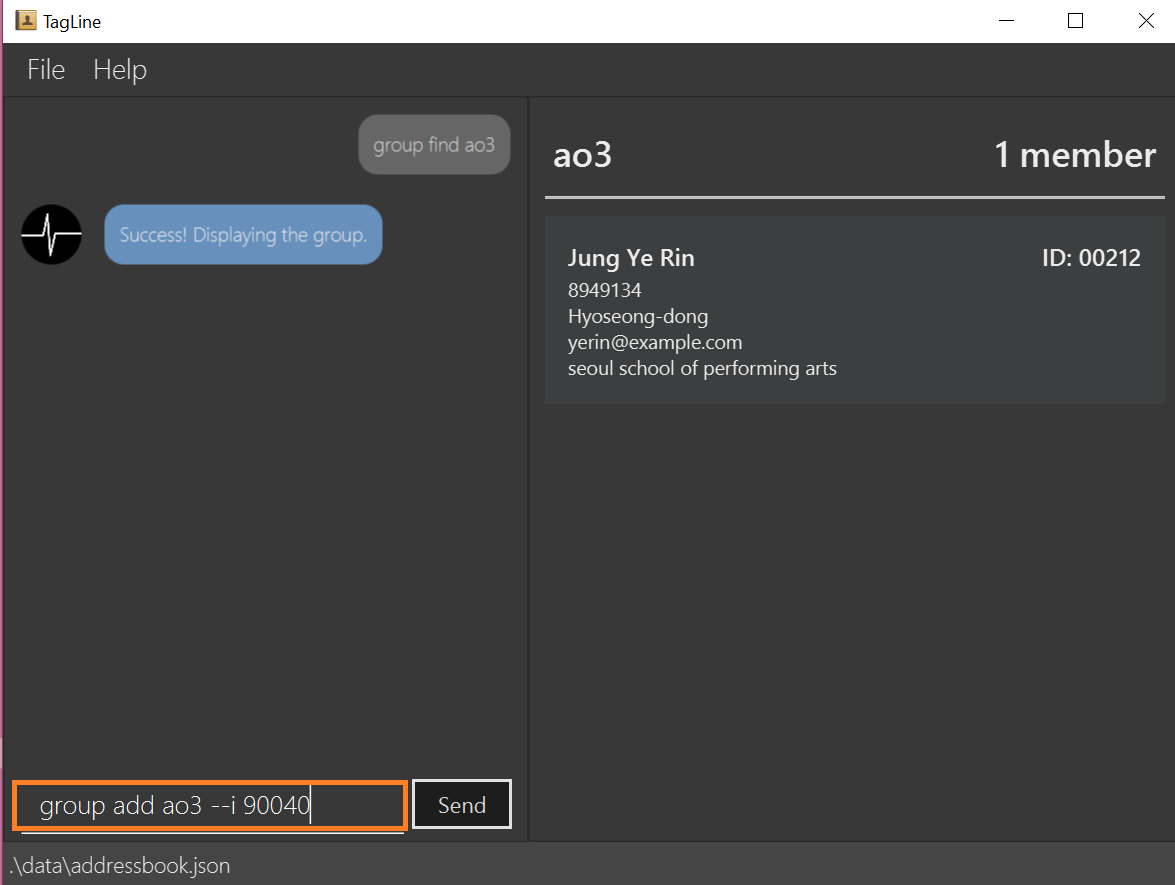 TagLine
File Help
group find ao3
Success! Displaying the group.
group add ao3 --i 90040
Send
ao3 1 member
Jung Ye Rin ID: 00212
8949134
Hyoseong-dong
yerin@example.com
seoul school of performing arts
.\data\addressbook.json